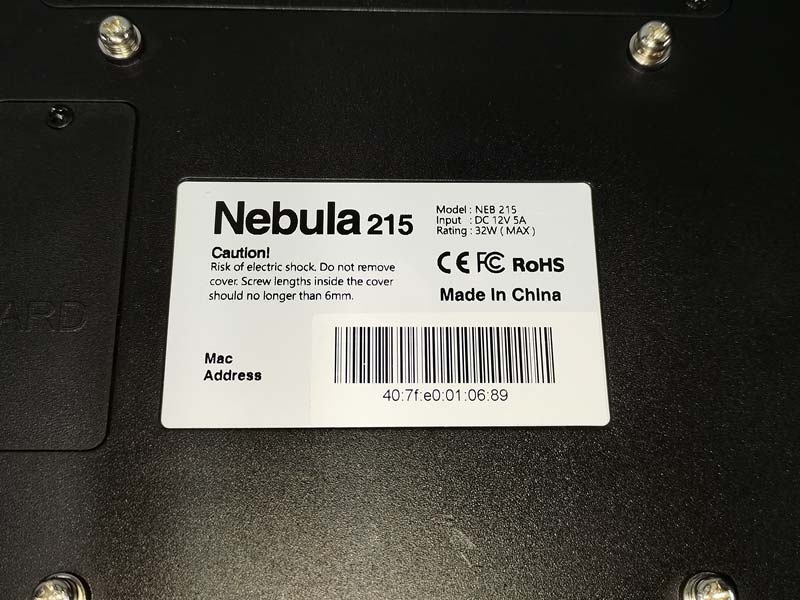 Nebula 215
Model : NEB 215
Input : DC 12V 5A
Rating : 32W ( MAX )
Caution!
Risk of electric shock. Do not remove
cover. Screw lengths inside the cover
should no longer than 6mm.
CE FC RoHS
Made In China
Mac
Address
40:7f:e0:01:06:89
ARD